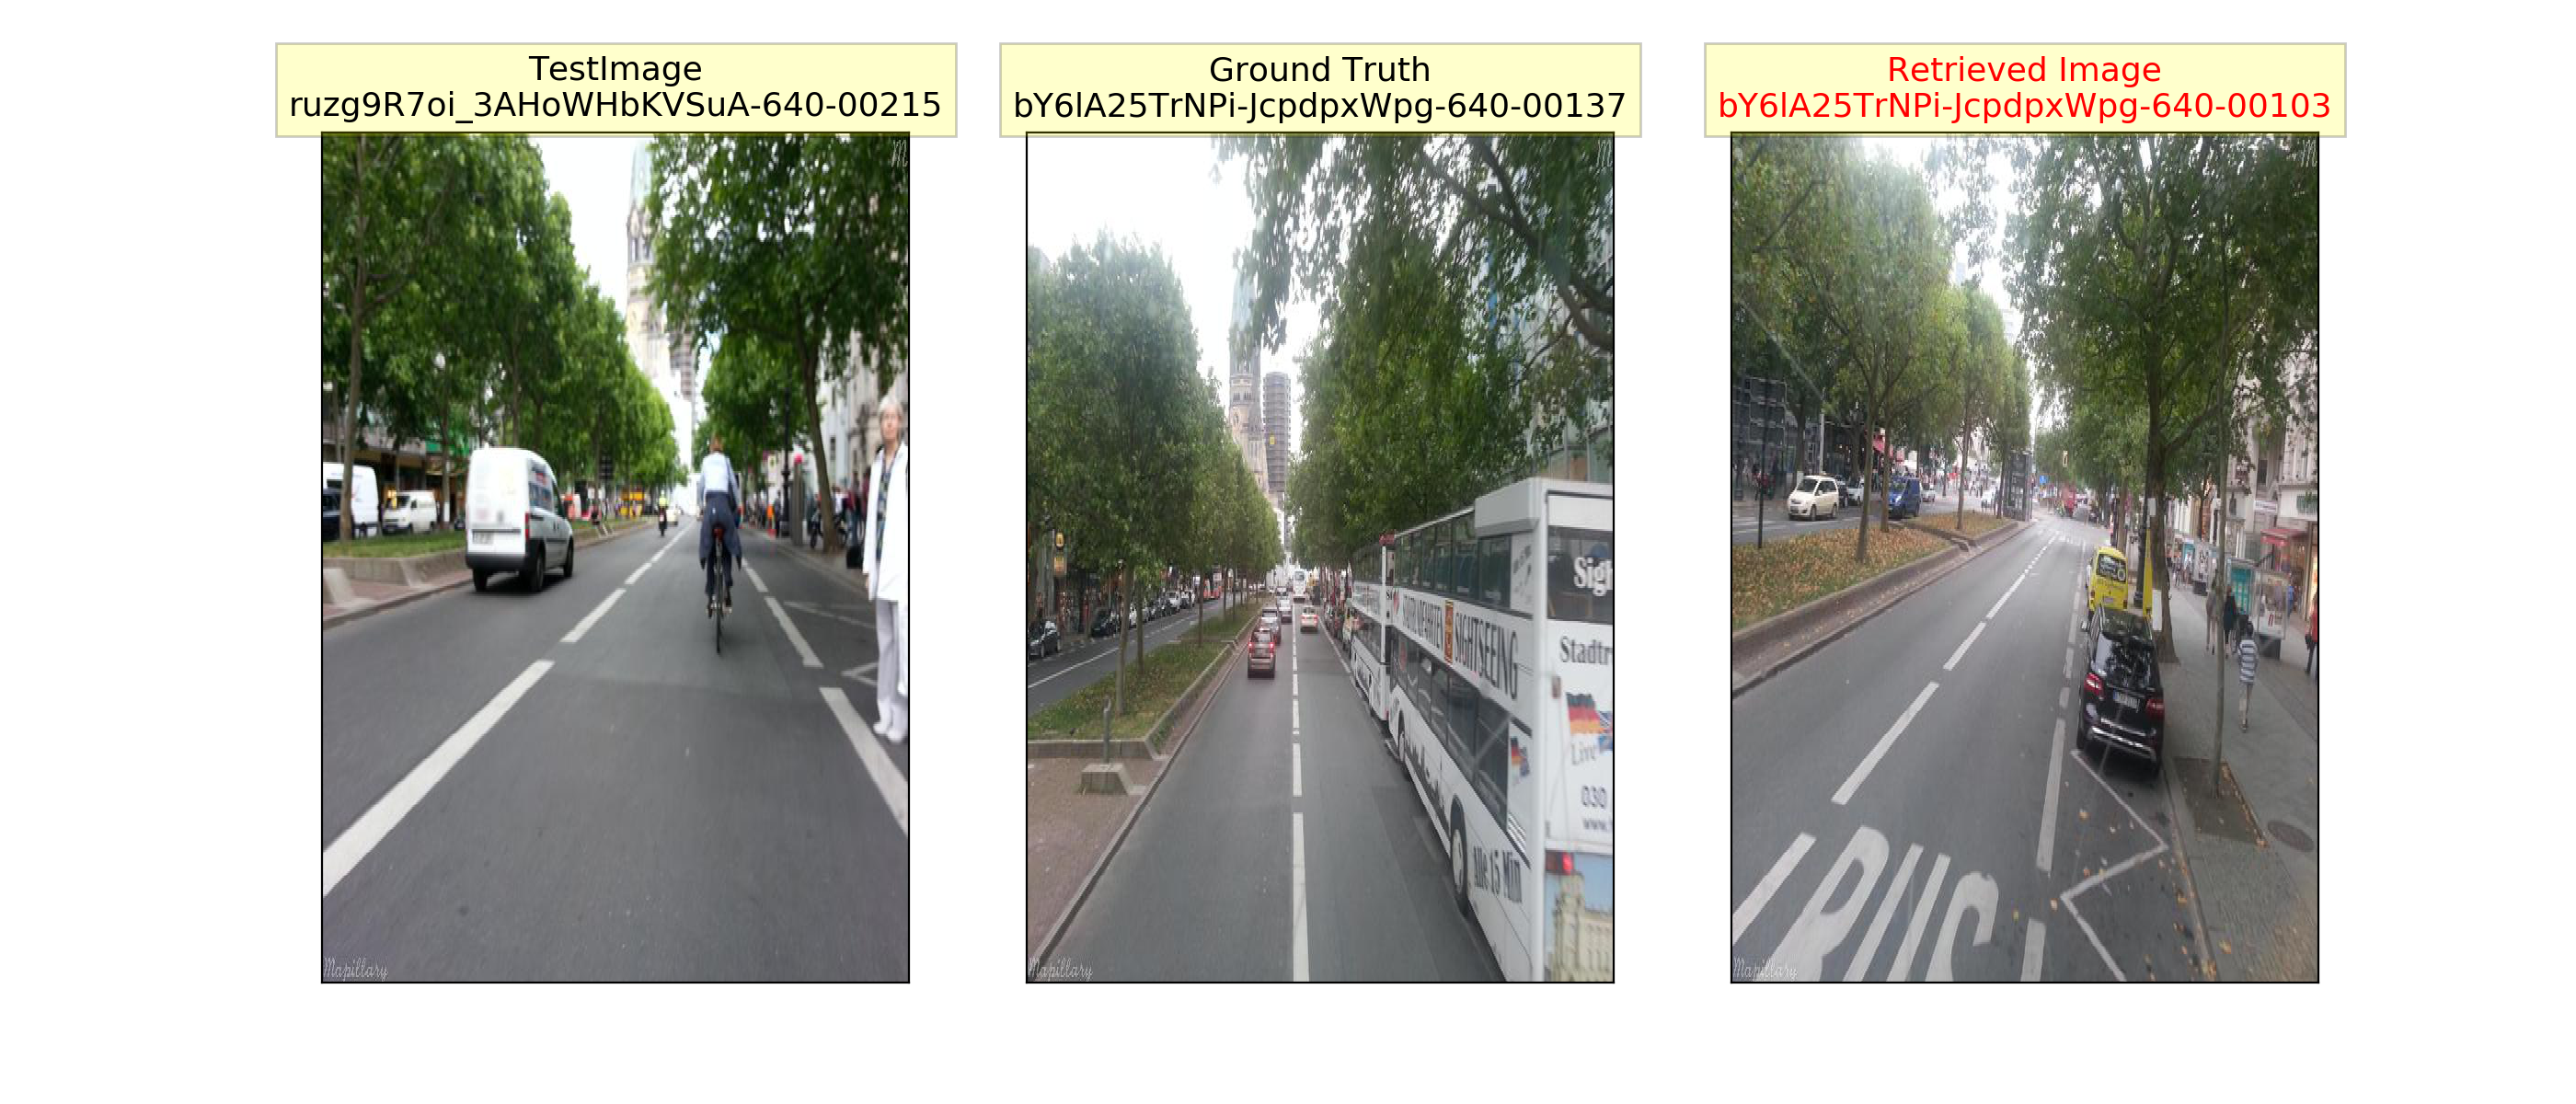 TestImage
ruzg9R7oi_3AHoWHbKVSuA-640-00215
Ground Truth
bY6lA25TrNPi-JcpdpxWpg-640-00137
Retrieved Image
bY6lA25TrNPi-JcpdpxWpg-640-00103
SIGHTSEEING
Stadtr
Live
030
www.
Alle 15 Min
BUS
Mapillary
Mapillary
Mapillary